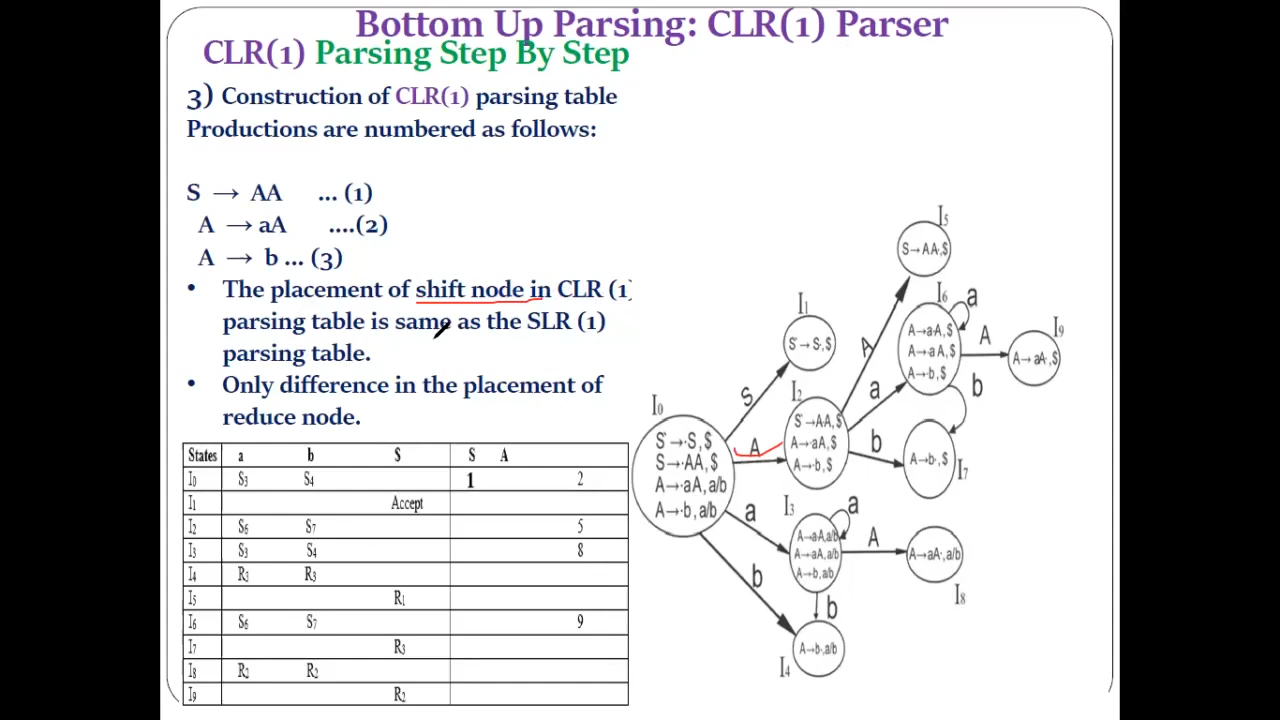 Bottom Up Parsing: CLR(1) Parser
CLR(1) Parsing Step By Step
3) Construction of CLR(1) parsing table
Productions are numbered as follows:
S → AA ... (1)
A → aA ....(2)
A → b ... (3)
• The placement of shift node in CLR (1)
parsing table is same as the SLR (1)
parsing table.
• Only difference in the placement of
reduce node.
States a b $ S A
I0 S3 S4 1 2
I1 Accept
I2 S6 S7 5
I3 S3 S4 8
I4 R3 R3
I5 R1
I6 S6 S7 9
I7 R3
I8 R2 R2
I9 R2
I0
S'→·S,$
S→·AA,$
A→·aA,a/b
A→·b,a/b
S
A
a
b
I1
S'→S·,$
I2
S'→A·A,$
A→·aA,$
A→·b,$
A
a
b
I3
A→a·A,a/b
A→·aA,a/b
A→·b,a/b
a
A
b
I4
A→b·,a/b
I5
S→AA·,$
I6
A→a·A,$
A→·aA,$
A→·b,$
a
A
b
I7
A→b·,$
I8
A→aA·,a/b
I9
A→aA·,$